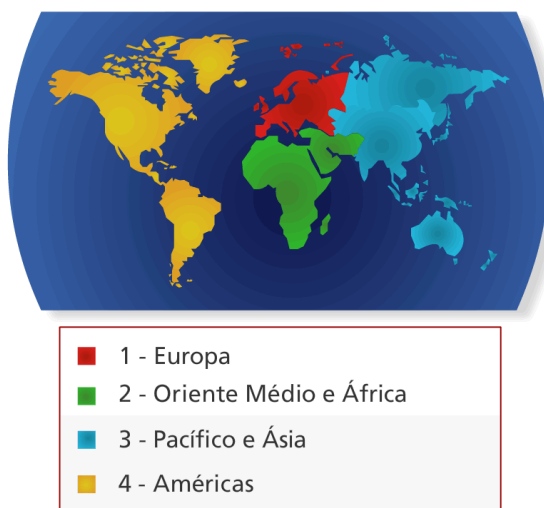 1 - Europa
2 - Oriente Médio e África
3 - Pacífico e Ásia
4 - Américas